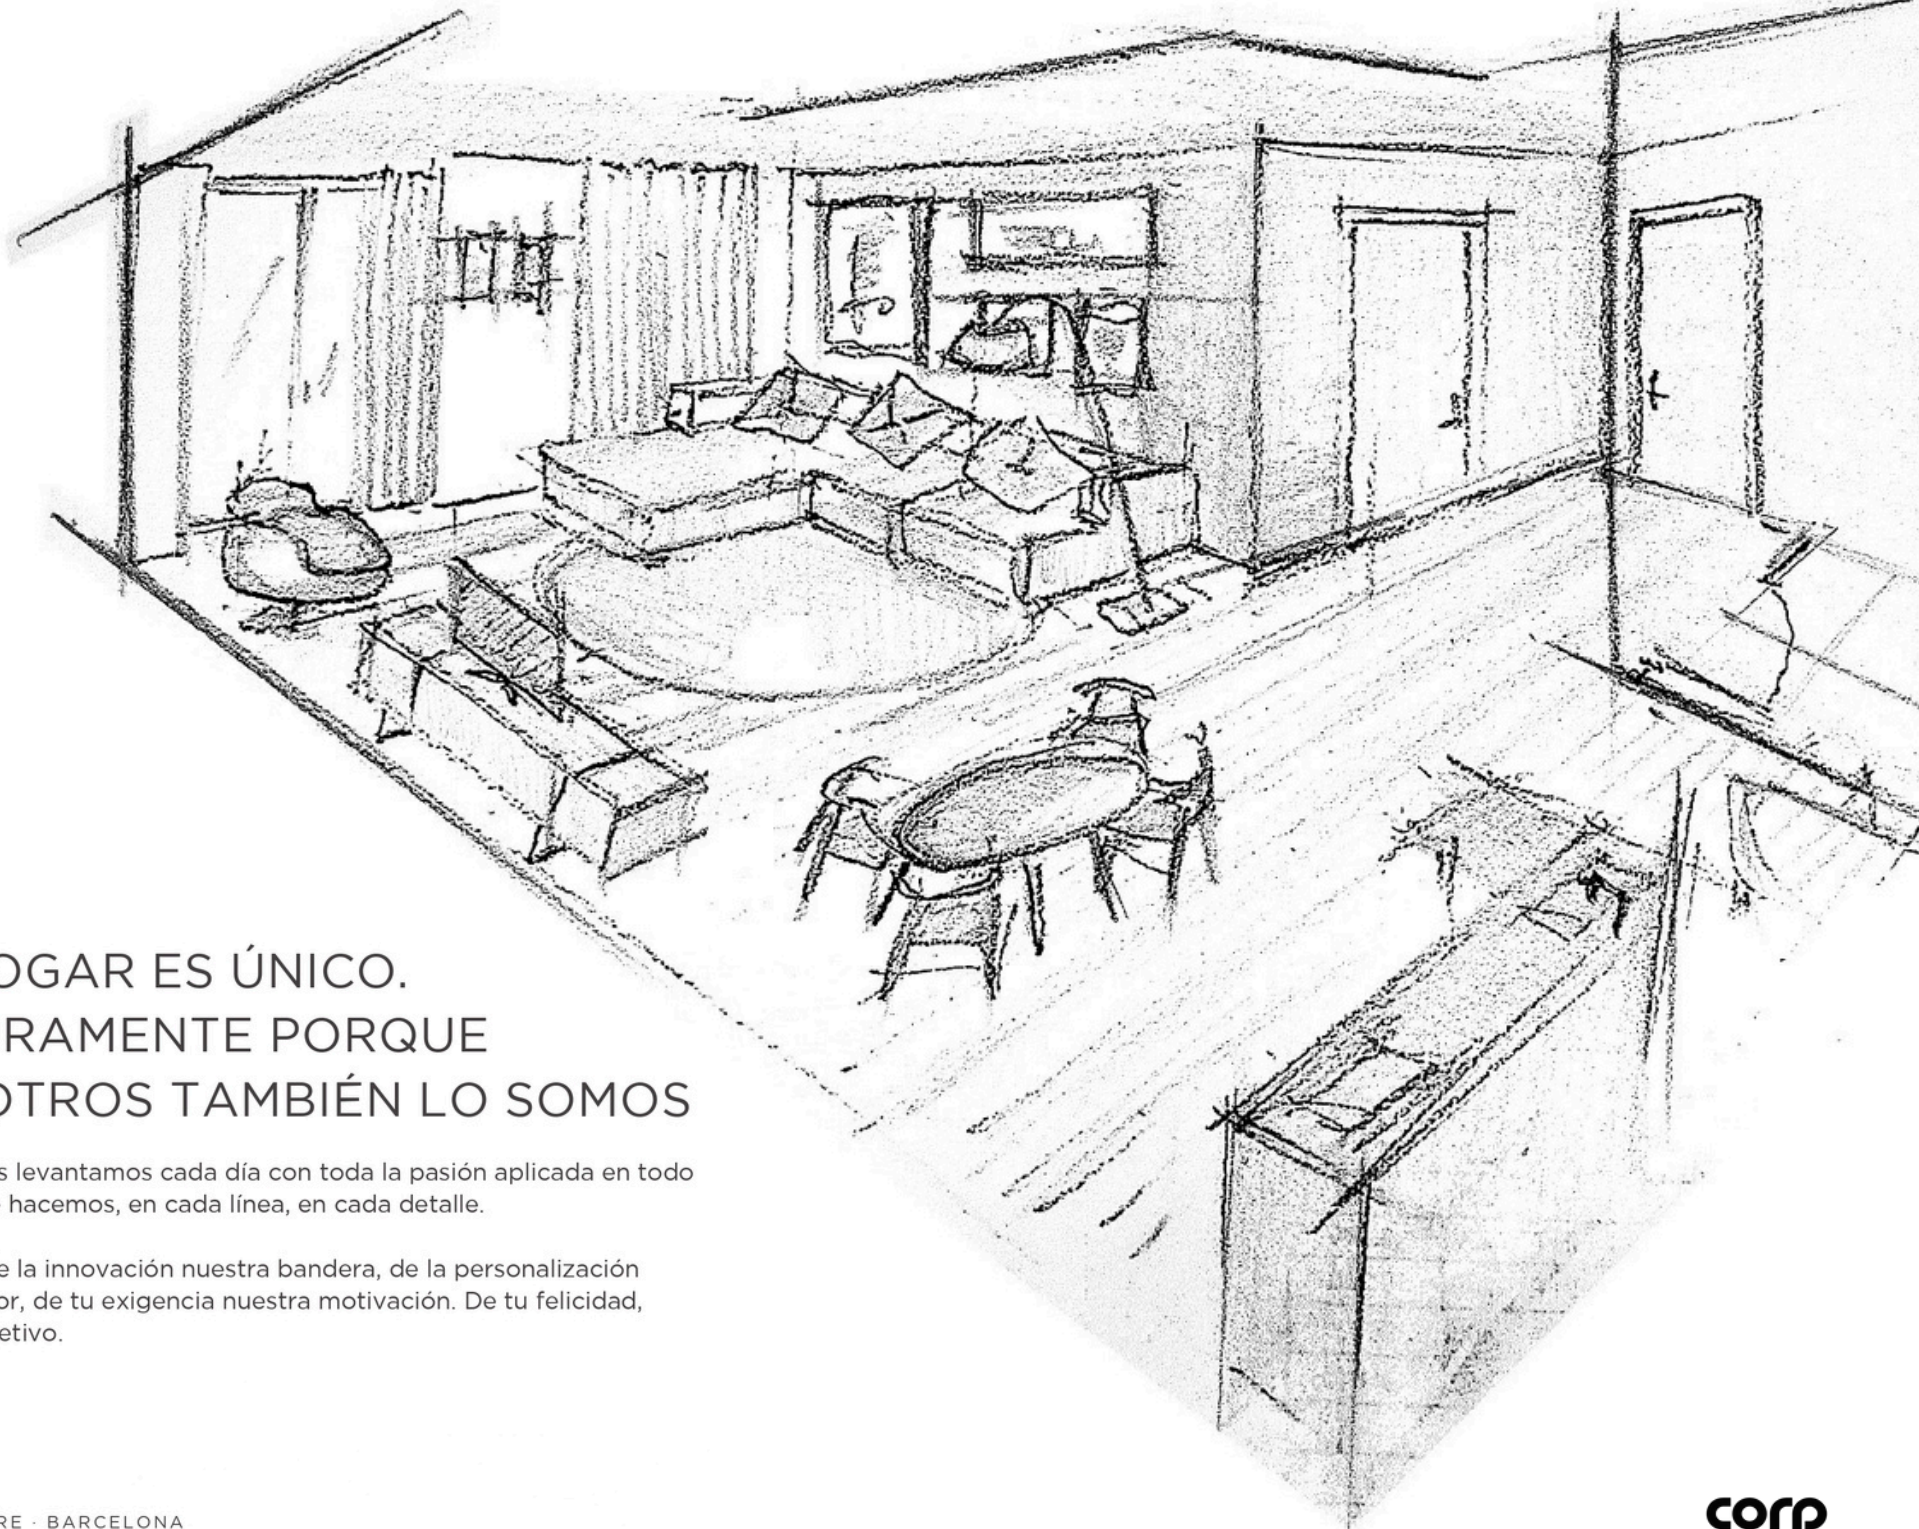 OGAR ES ÚNICO.
RAMENTE PORQUE
OTROS TAMBIÉN LO SOMOS
s levantamos cada día con toda la pasión aplicada en todo
hacemos, en cada línea, en cada detalle.
e la innovación nuestra bandera, de la personalización
or, de tu exigencia nuestra motivación. De tu felicidad,
etivo.
RE · BARCELONA
corp